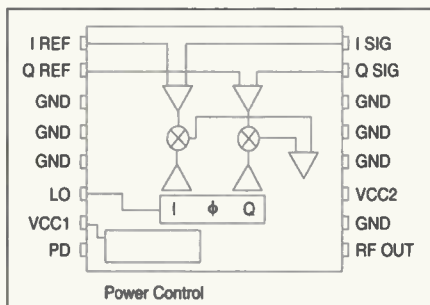 I REF I SIG
Q REF Q SIG
GND GND
GND GND
GND GND
LO VCC2
I ϕ Q
VCC1 GND
PD RF OUT
Power Control